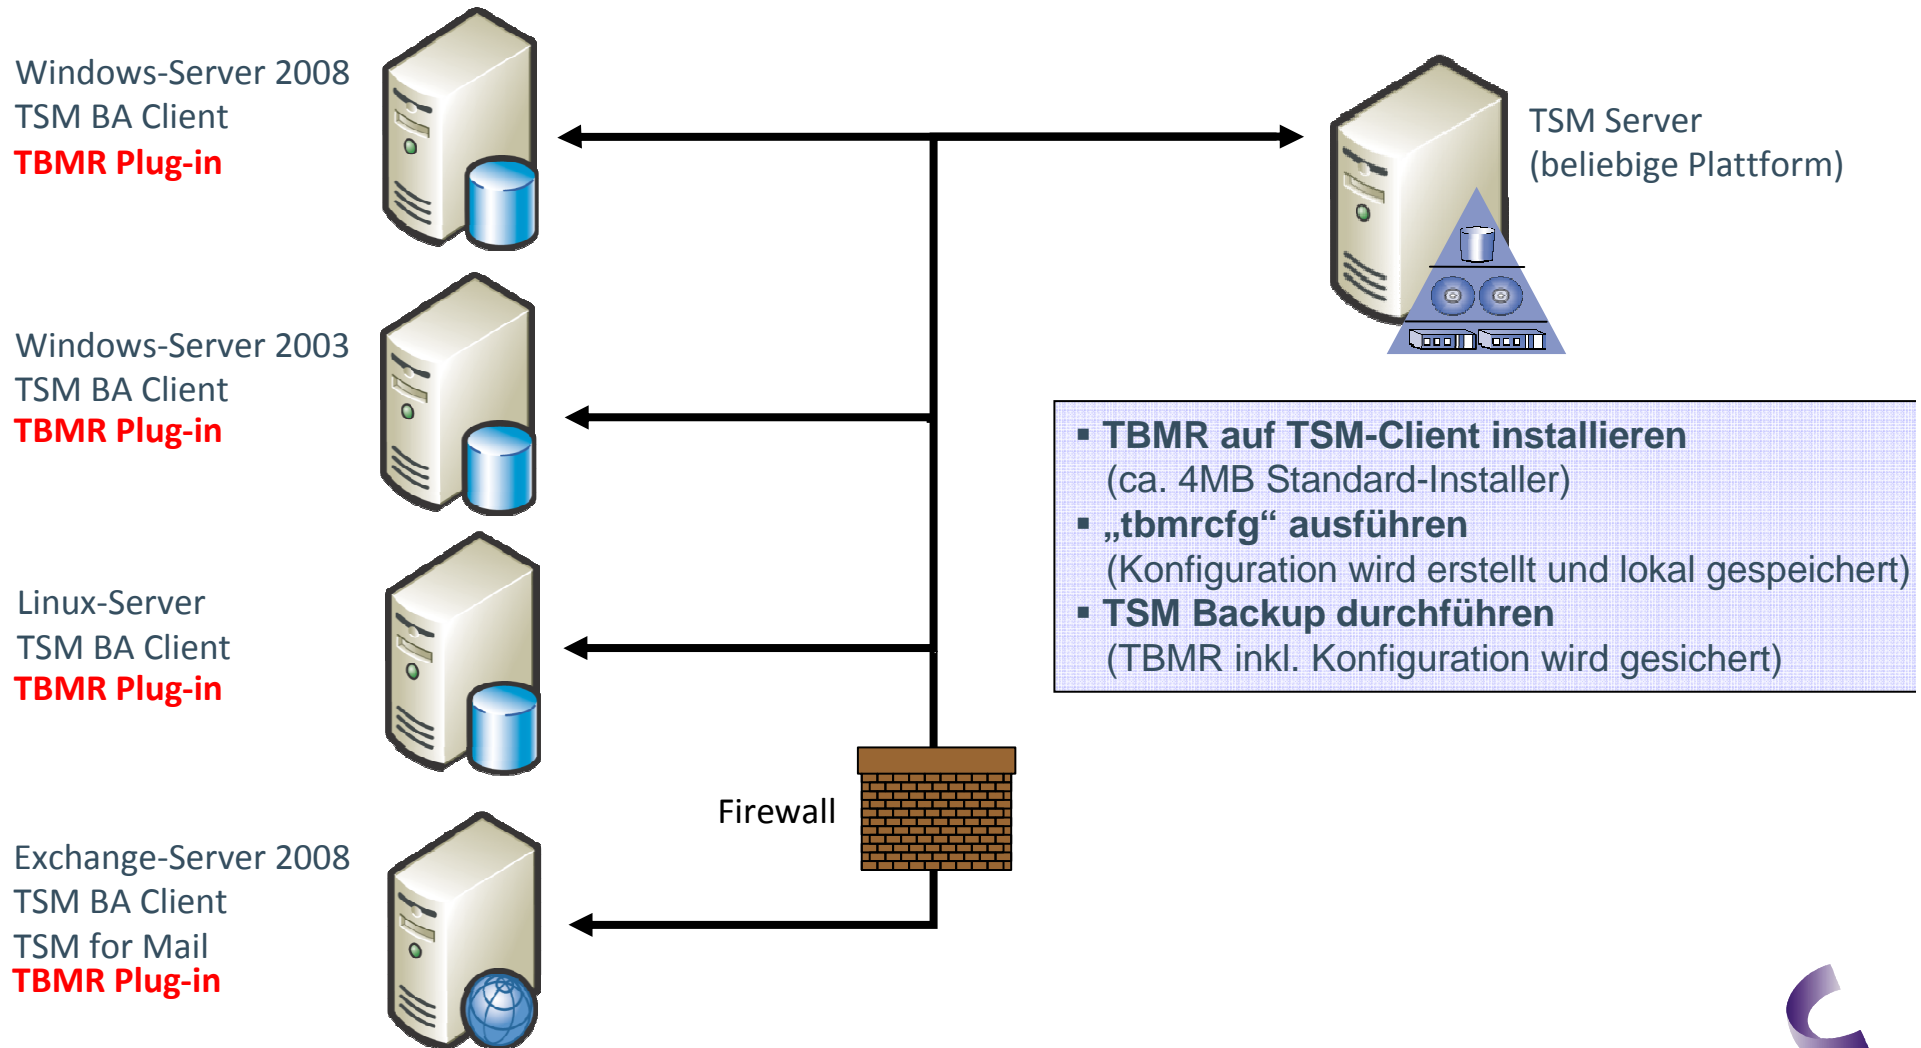 Windows-Server 2008
TSM BA Client
TBMR Plug-in
TSM Server
(beliebige Plattform)
Windows-Server 2003
TSM BA Client
TBMR Plug-in
▪ TBMR auf TSM-Client installieren
(ca. 4MB Standard-Installer)
▪ „tbmrcfg“ ausführen
(Konfiguration wird erstellt und lokal gespeichert)
▪ TSM Backup durchführen
(TBMR inkl. Konfiguration wird gesichert)
Linux-Server
TSM BA Client
TBMR Plug-in
Firewall
Exchange-Server 2008
TSM BA Client
TSM for Mail
TBMR Plug-in